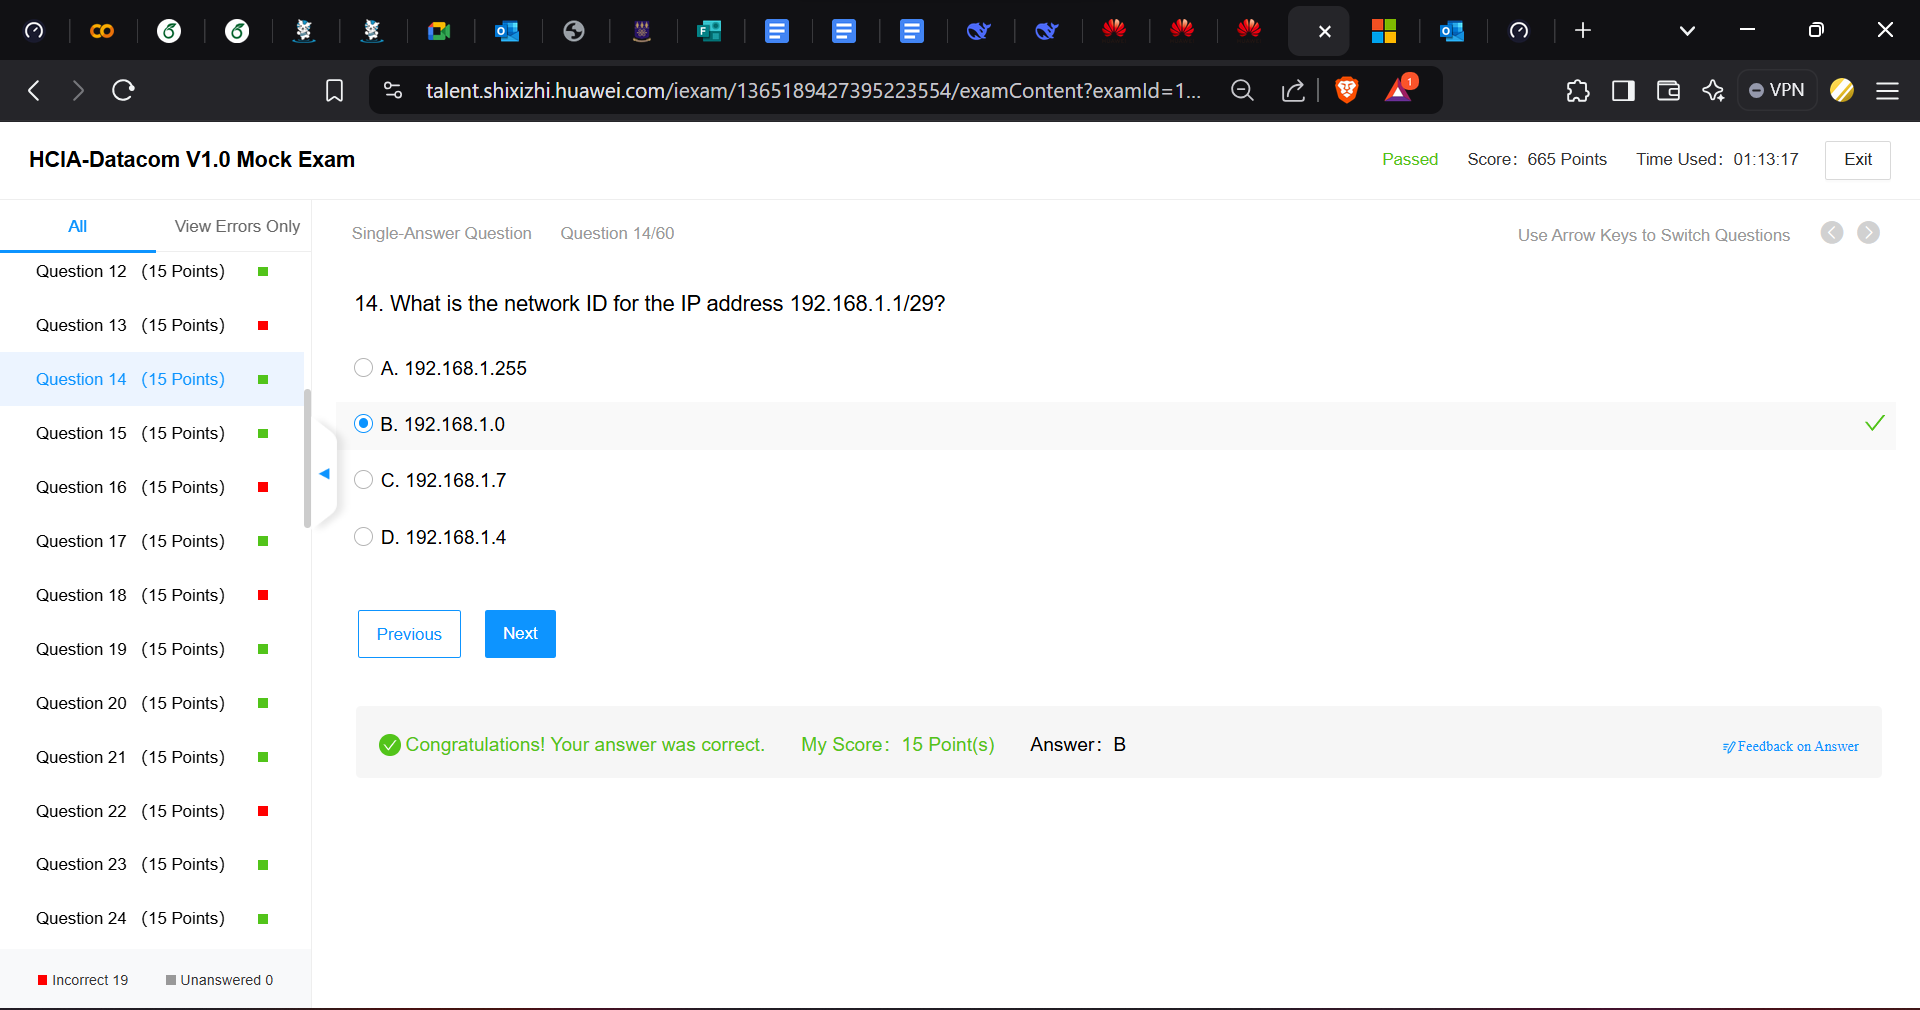 talent.shixizhi.huawei.com/iexam/1365189427395223554/examContent?examId=1...
1
VPN
HCIA-Datacom V1.0 Mock Exam
Passed
Score: 665 Points
Time Used: 01:13:17
Exit
All
View Errors Only
Single-Answer Question
Question 14/60
Use Arrow Keys to Switch Questions
Question 12 (15 Points)
Question 13 (15 Points)
Question 14 (15 Points)
Question 15 (15 Points)
Question 16 (15 Points)
Question 17 (15 Points)
Question 18 (15 Points)
Question 19 (15 Points)
Question 20 (15 Points)
Question 21 (15 Points)
Question 22 (15 Points)
Question 23 (15 Points)
Question 24 (15 Points)
Incorrect 19
Unanswered 0
14. What is the network ID for the IP address 192.168.1.1/29?
A. 192.168.1.255
B. 192.168.1.0
C. 192.168.1.7
D. 192.168.1.4
Previous
Next
Congratulations! Your answer was correct.
My Score: 15 Point(s)
Answer: B
Feedback on Answer